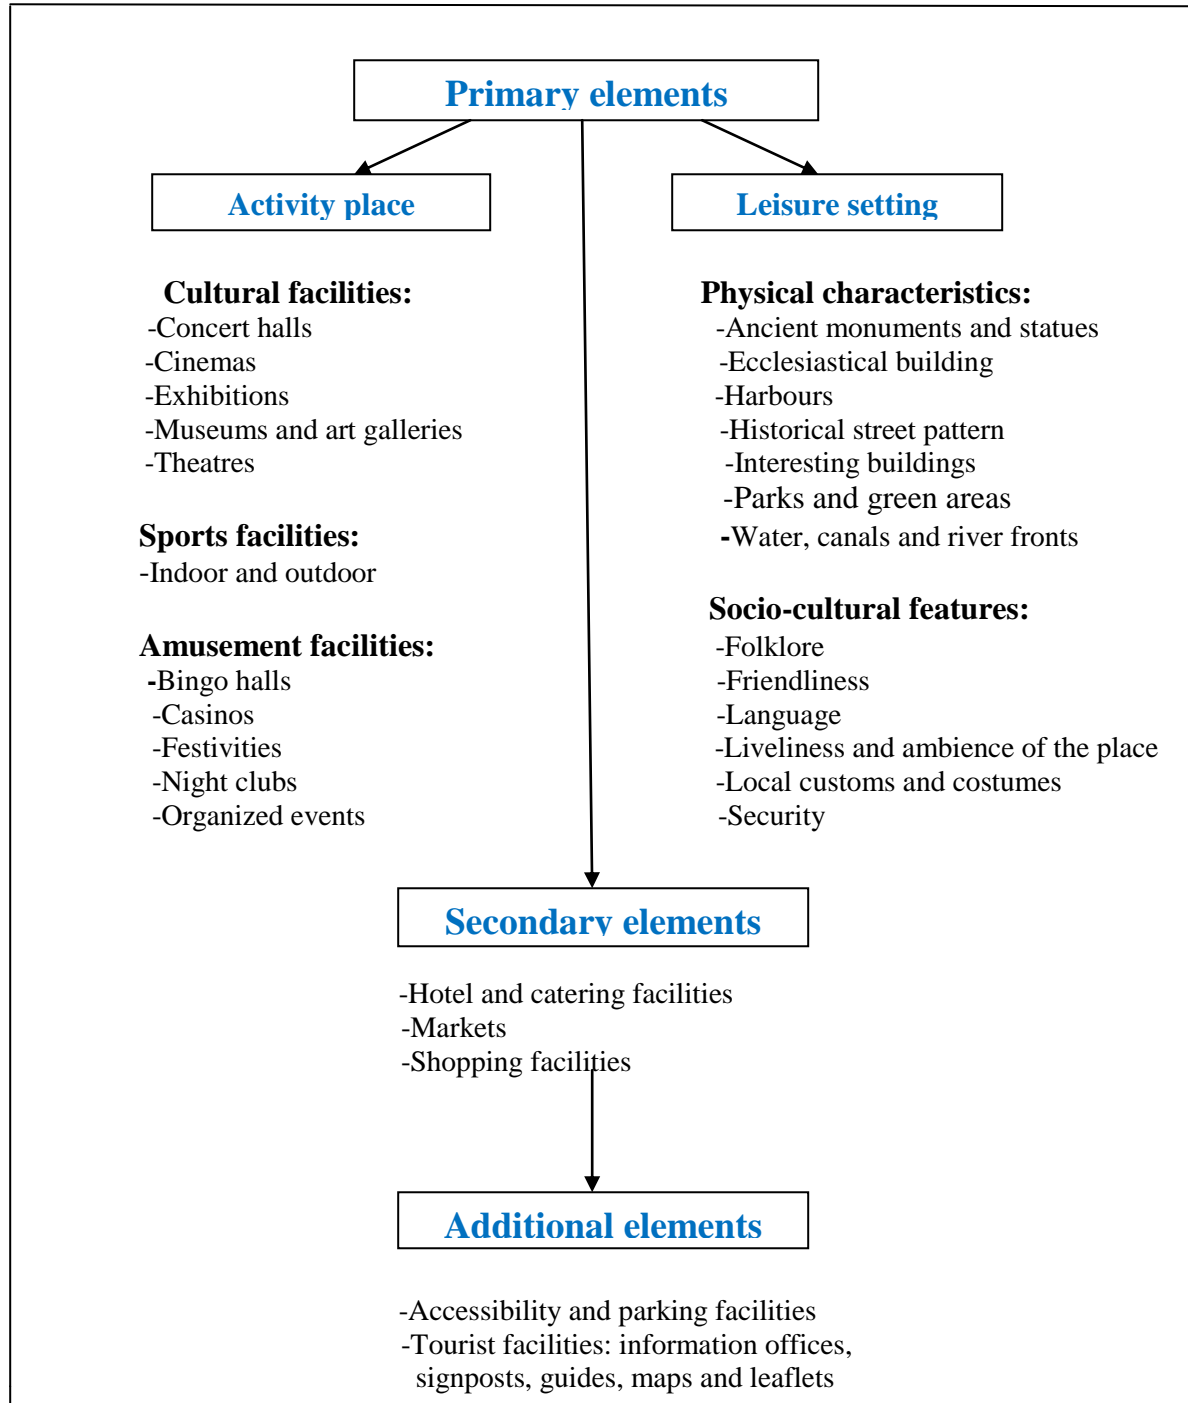 Primary elements
Activity place
Cultural facilities:
-Concert halls
-Cinemas
-Exhibitions
-Museums and art galleries
-Theatres
Sports facilities:
-Indoor and outdoor
Amusement facilities:
-Bingo halls
-Casinos
-Festivities
-Night clubs
-Organized events
Leisure setting
Physical characteristics:
-Ancient monuments and statues
-Ecclesiastical building
-Harbours
-Historical street pattern
-Interesting buildings
-Parks and green areas
-Water, canals and river fronts
Socio-cultural features:
-Folklore
-Friendliness
-Language
-Liveliness and ambience of the place
-Local customs and costumes
-Security
Secondary elements
-Hotel and catering facilities
-Markets
-Shopping facilities
Additional elements
-Accessibility and parking facilities
-Tourist facilities: information offices,
signposts, guides, maps and leaflets